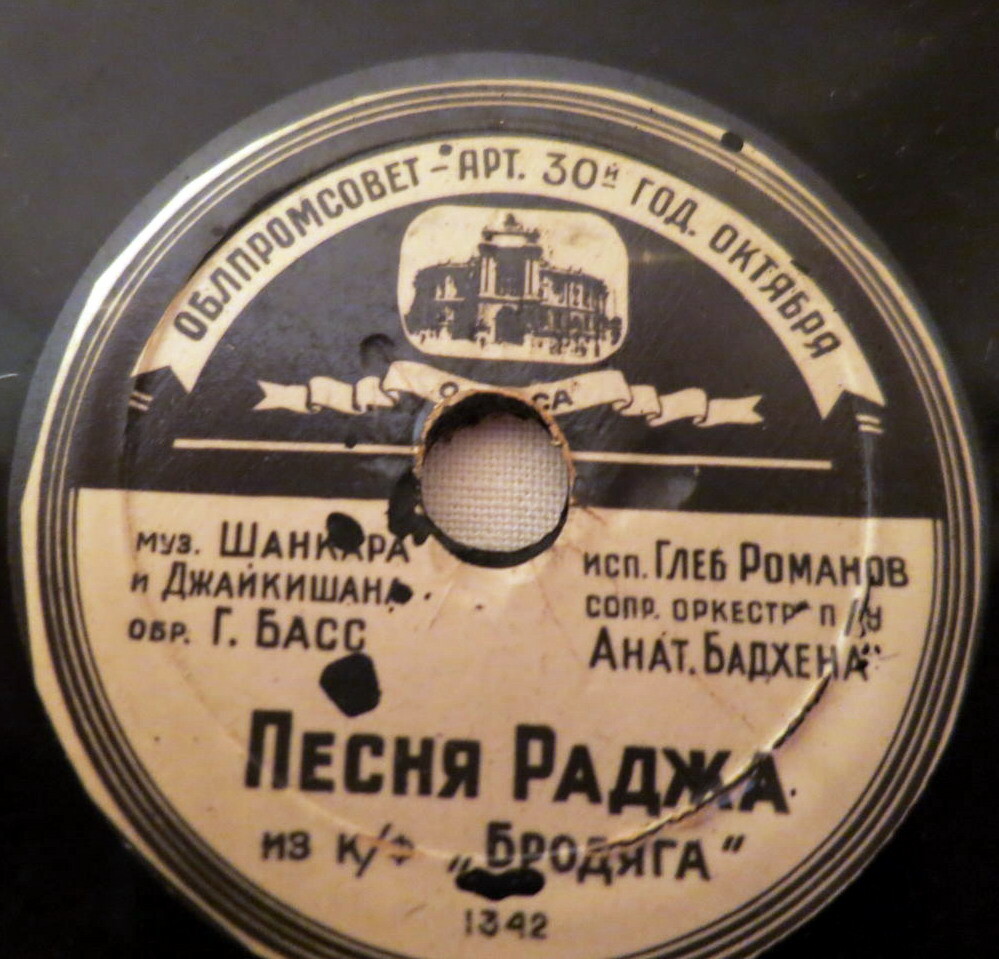 ОБЛПРОМСОВЕТ – АРТ. 30й ГОД. ОКТЯБРЯ
муз. ШАНКАРА
и ДЖАЙКИШАНА
ОБР. Г. БАСС
исп. ГЛЕБ РОМАНОВ
СОПР. ОРКЕСТР П/У
АНАТ. БАДХЕНА
ПЕСНЯ РАДЖА
из к/ф „БРОДЯГА"
1342